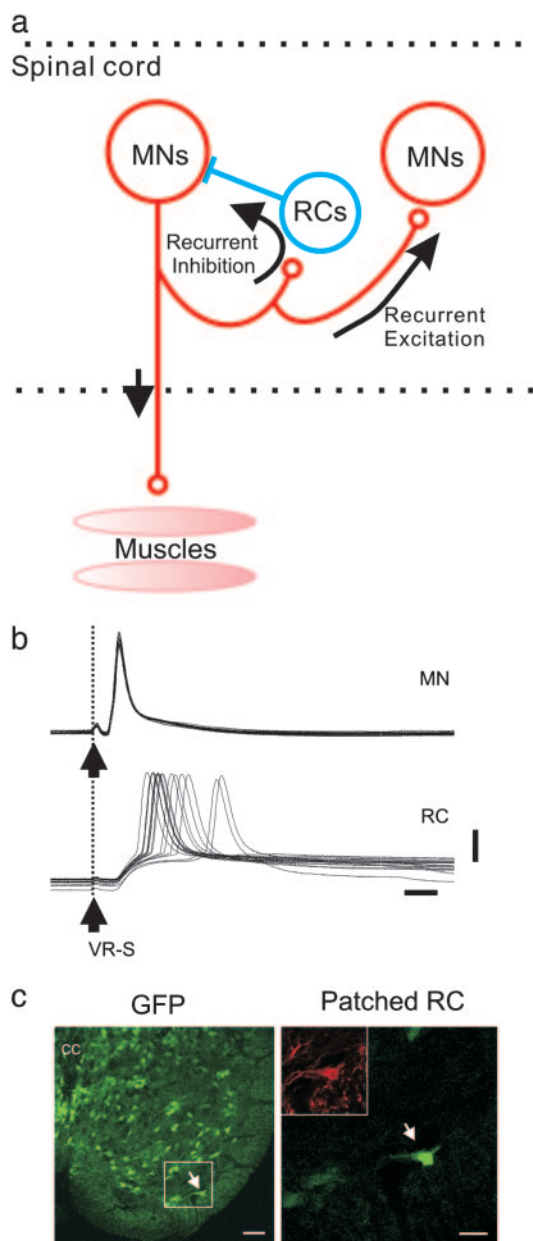 a
Spinal cord
MNs
MNs
RCs
Recurrent
Inhibition
Recurrent
Excitation
Muscles
b
MN
RC
VR-S
c
GFP
Patched RC
cc